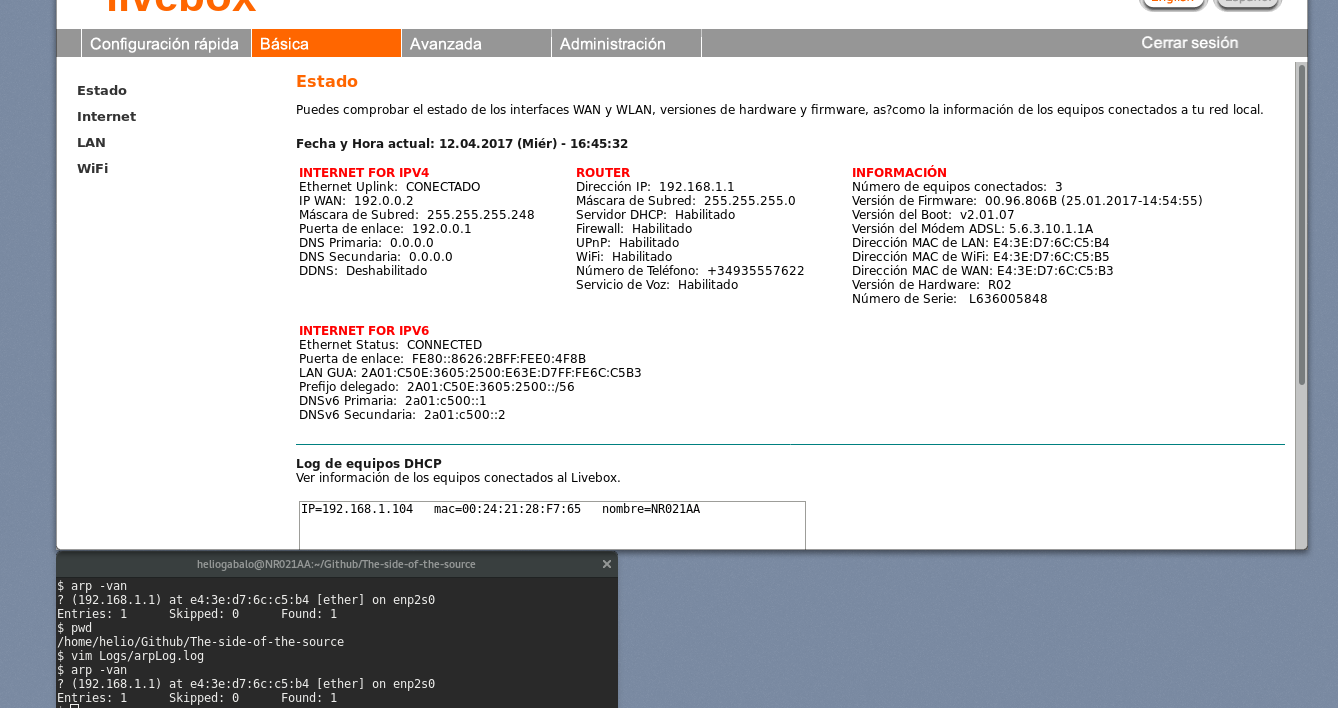 livebox
English Español
Configuración rápida Básica Avanzada Administración Cerrar sesión
Estado
Internet
LAN
WiFi
Estado
Puedes comprobar el estado de los interfaces WAN y WLAN, versiones de hardware y firmware, as?como la información de los equipos conectados a tu red local.
Fecha y Hora actual: 12.04.2017 (Miér) - 16:45:32
INTERNET FOR IPV4
Ethernet Uplink: CONECTADO
IP WAN: 192.0.0.2
Máscara de Subred: 255.255.255.248
Puerta de enlace: 192.0.0.1
DNS Primaria: 0.0.0.0
DNS Secundaria: 0.0.0.0
DDNS: Deshabilitado
ROUTER
Dirección IP: 192.168.1.1
Máscara de Subred: 255.255.255.0
Servidor DHCP: Habilitado
Firewall: Habilitado
UPnP: Habilitado
WiFi: Habilitado
Número de Teléfono: +34935557622
Servicio de Voz: Habilitado
INFORMACIÓN
Número de equipos conectados: 3
Versión de Firmware: 00.96.806B (25.01.2017-14:54:55)
Versión del Boot: v2.01.07
Versión del Módem ADSL: 5.6.3.10.1.1A
Dirección MAC de LAN: E4:3E:D7:6C:C5:B4
Dirección MAC de WiFi: E4:3E:D7:6C:C5:B5
Dirección MAC de WAN: E4:3E:D7:6C:C5:B3
Versión de Hardware: R02
Número de Serie: L636005848
INTERNET FOR IPV6
Ethernet Status: CONNECTED
Puerta de enlace: FE80::8626:2BFF:FEE0:4F8B
LAN GUA: 2A01:C50E:3605:2500:E63E:D7FF:FE6C:C5B3
Prefijo delegado: 2A01:C50E:3605:2500::/56
DNSv6 Primaria: 2a01:c500::1
DNSv6 Secundaria: 2a01:c500::2
Log de equipos DHCP
Ver información de los equipos conectados al Livebox.
IP=192.168.1.104 mac=00:24:21:28:F7:65 nombre=NR021AA
heliogabalo@NR021AA:~/Github/The-side-of-the-source
$ arp -van
? (192.168.1.1) at e4:3e:d7:6c:c5:b4 [ether] on enp2s0
Entries: 1 Skipped: 0 Found: 1
$ pwd
/home/helio/Github/The-side-of-the-source
$ vim Logs/arpLog.log
$ arp -van
? (192.168.1.1) at e4:3e:d7:6c:c5:b4 [ether] on enp2s0
Entries: 1 Skipped: 0 Found: 1
$